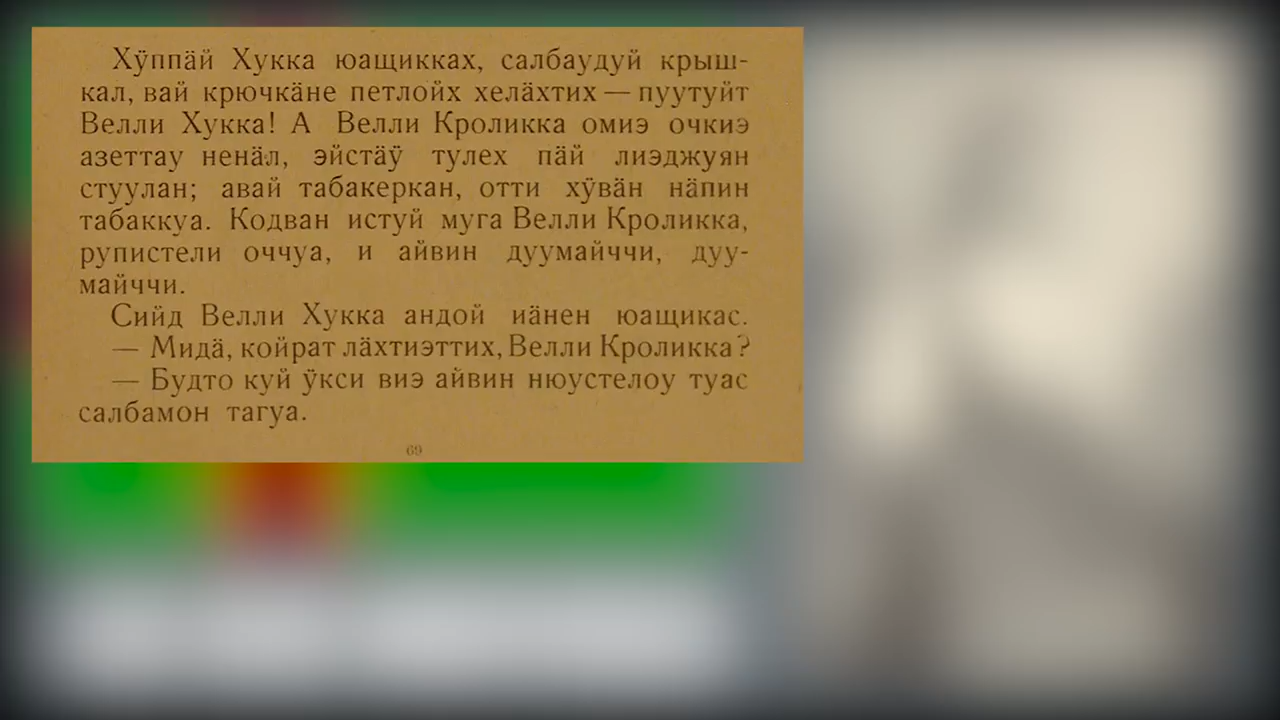 Хӱппӓй Хукка юащикках, салбаудуй крыш-
кал, вай крючкӓне петлойх хелӓхтих — пуутуйт
Велли Хукка! А Велли Кроликка омиэ очкиэ
азеттау ненӓл, эйстӓӱ тулех пӓй лиэджуян
стуулан; авай табакеркан, отти хӱвӓн нӓпин
табаккуа. Кодван истуй муга Велли Кроликка,
рупистели оччуа, и айвин дуумайччи, дуу-
майччи.
Сийд Велли Хукка андой иӓнен юащикас.
— Мидӓ, койрат лӓхтиэттих, Велли Кроликка?
— Будто куй ӱкси виэ айвин нюустелоу туас
салбамон тагуа.
69